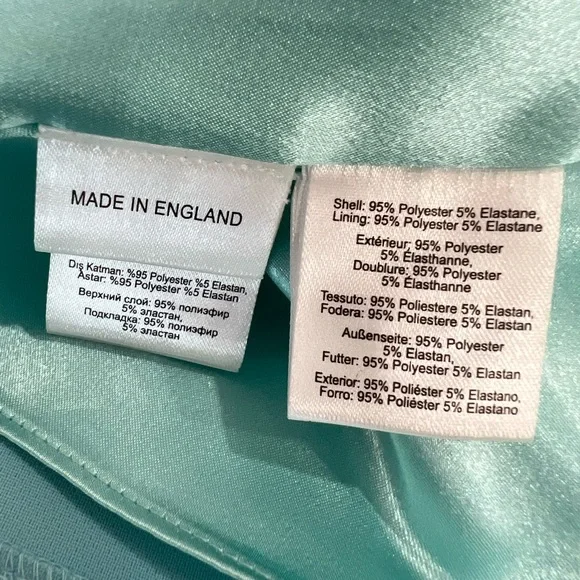 MADE IN ENGLAND
Dış Katman: %95 Polyester %5 Elastan,
Astar: %95 Polyester %5 Elastan
Верхний слой: 95% полиэфир
5% эластан,
Подкладка: 95% полиэфир
5% эластан
Shell: 95% Polyester 5% Elastane,
Lining: 95% Polyester 5% Elastane
Extérieur: 95% Polyester
5% Élasthanne,
Doublure: 95% Polyester
5% Élasthanne
Tessuto: 95% Poliestere 5% Elastan,
Fodera: 95% Poliestere 5% Elastan
Außenseite: 95% Polyester
5% Elastan,
Futter: 95% Polyester 5% Elastan
Exterior: 95% Poliéster 5% Elastano,
Forro: 95% Poliéster 5% Elastano